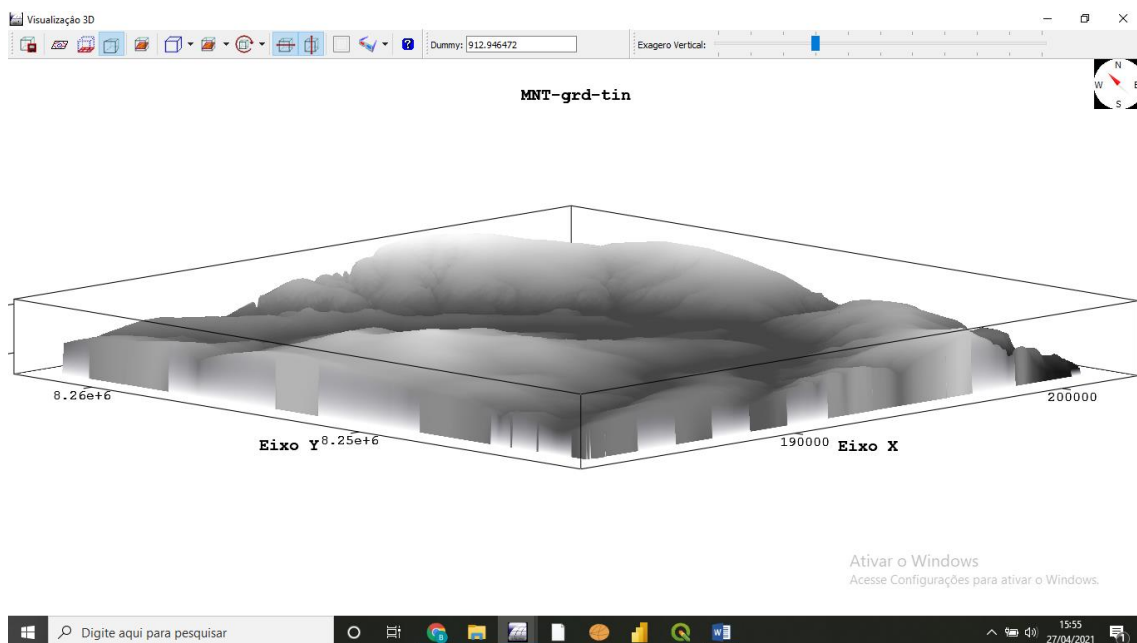 Visualização 3D
Dummy: 912.946472 Exagero Vertical:
N
W E
S
MNT-grd-tin
8.26e+6
200000
Eixo Y 8.25e+6 190000 Eixo X
Ativar o Windows
Acesse Configurações para ativar o Windows.
Digite aqui para pesquisar
15:55
27/04/2021